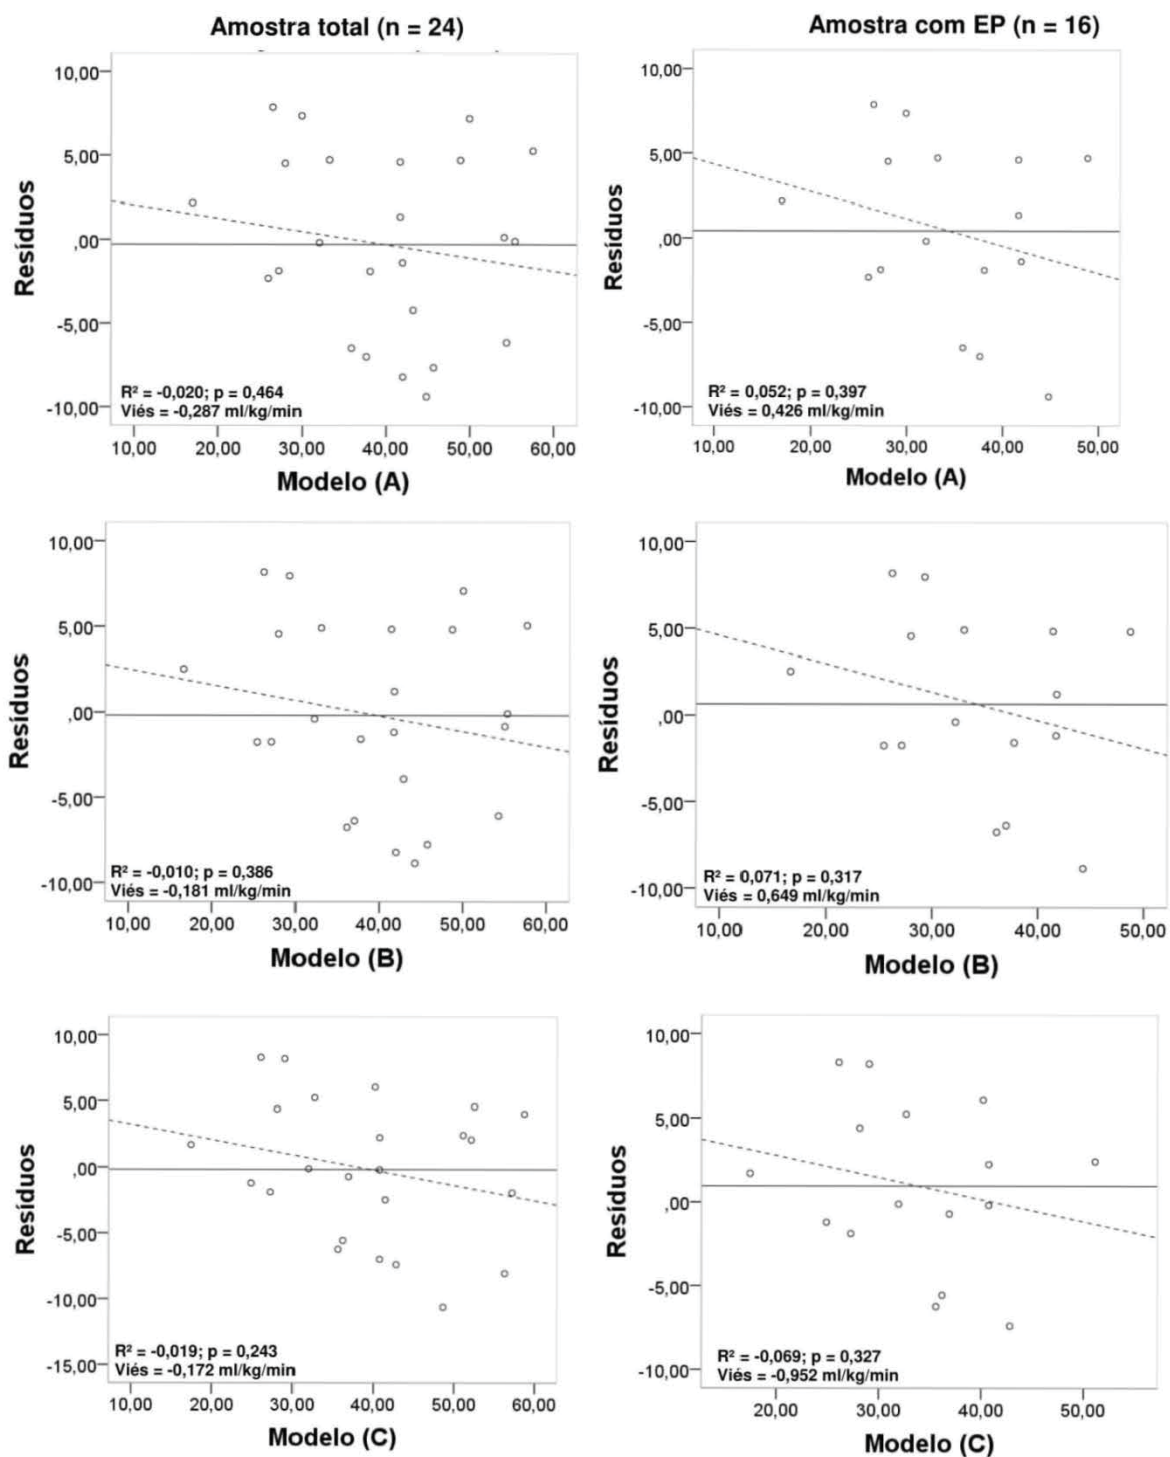 Amostra total (n = 24)
10,00
5,00
,00
-5,00
-10,00
Resíduos
R² = -0,020; p = 0,464
Viés = -0,287 ml/kg/min
10,00 20,00 30,00 40,00 50,00 60,00
Modelo (A)
Amostra com EP (n = 16)
10,00
5,00
,00
-5,00
-10,00
Resíduos
R² = 0,052; p = 0,397
Viés = 0,426 ml/kg/min
10,00 20,00 30,00 40,00 50,00
Modelo (A)
10,00
5,00
,00
-5,00
-10,00
Resíduos
R² = -0,010; p = 0,386
Viés = -0,181 ml/kg/min
10,00 20,00 30,00 40,00 50,00 60,00
Modelo (B)
10,00
5,00
,00
-5,00
-10,00
Resíduos
R² = 0,071; p = 0,317
Viés = 0,649 ml/kg/min
10,00 20,00 30,00 40,00 50,00
Modelo (B)
10,00
5,00
,00
-5,00
-10,00
-15,00
Resíduos
R² = -0,019; p = 0,243
Viés = -0,172 ml/kg/min
10,00 20,00 30,00 40,00 50,00 60,00
Modelo (C)
10,00
5,00
,00
-5,00
-10,00
Resíduos
R² = -0,069; p = 0,327
Viés = -0,952 ml/kg/min
20,00 30,00 40,00 50,00
Modelo (C)